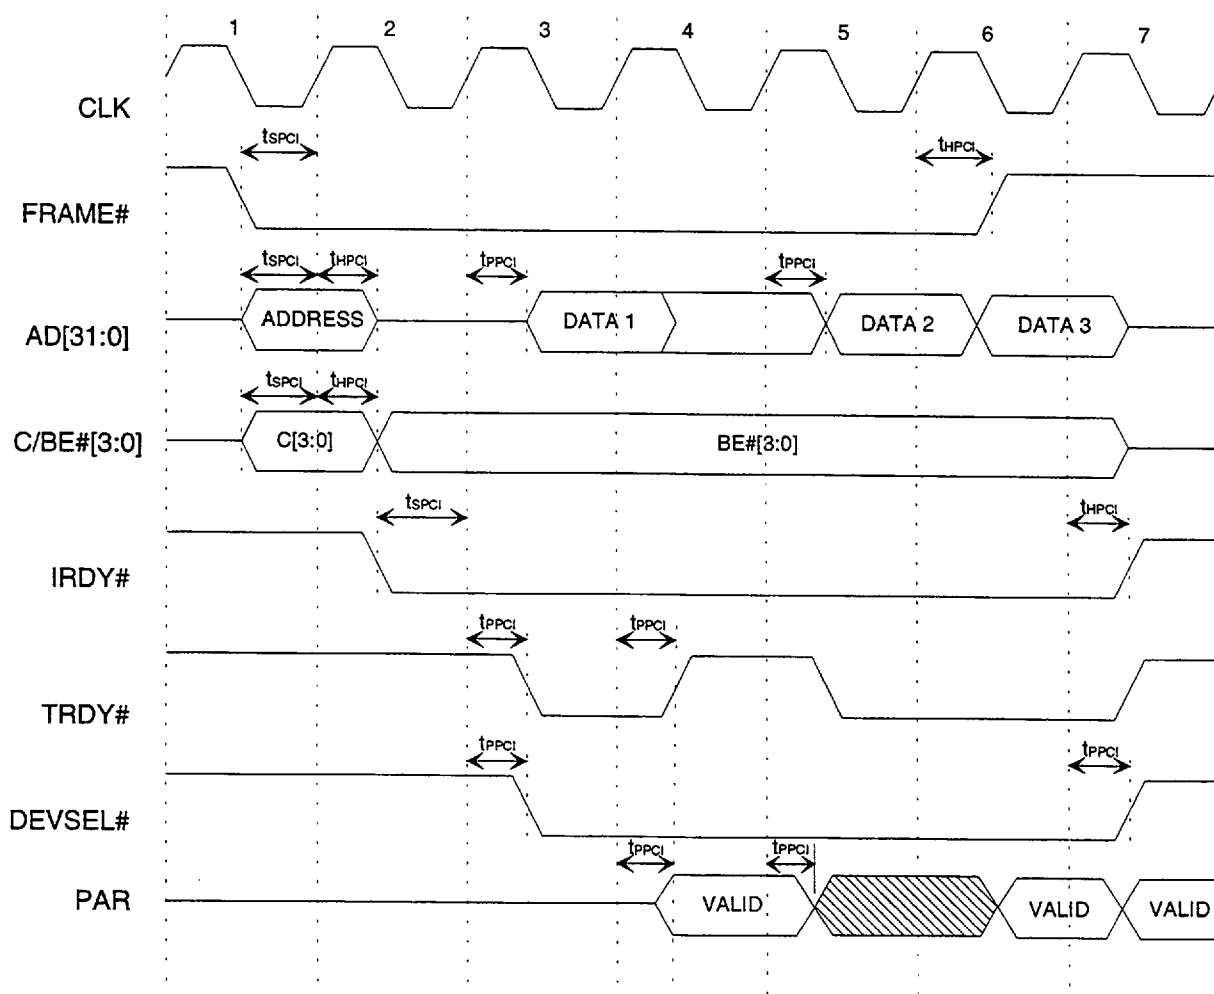 1 2 3 4 5 6 7
CLK
tSPCI tHPCI
FRAME#
tSPCI tHPCI tPPCI tPPCI
AD[31:0] ADDRESS DATA 1 DATA 2 DATA 3
tSPCI tHPCI
C/BE#[3:0] C[3:0] BE#[3:0]
tSPCI tHPCI
IRDY#
tPPCI tPPCI
TRDY#
tPPCI tPPCI
DEVSEL#
tPPCI tPPCI
PAR VALID VALID VALID